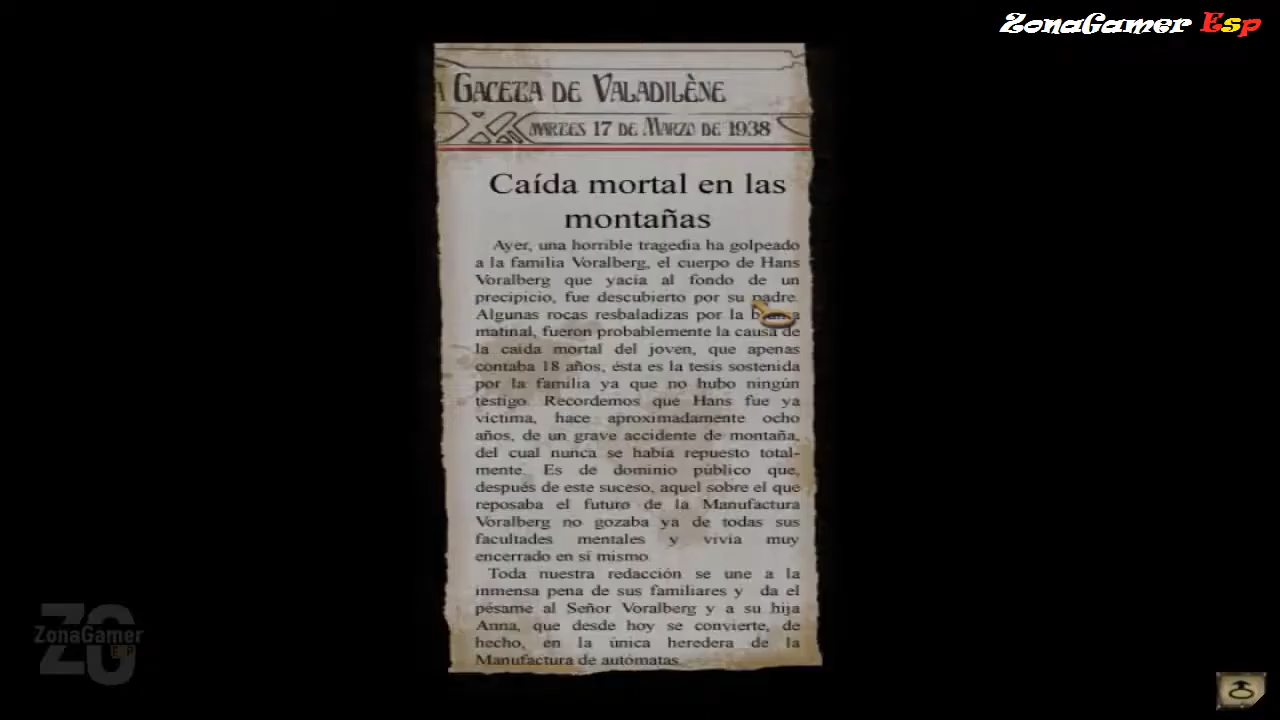 ZonaGamer Esp
A GACETA DE VALADILÈNE
MARTES 17 DE MARZO DE 1938
Caída mortal en las
montañas
Ayer, una horrible tragedia ha golpeado
a la familia Voralberg, el cuerpo de Hans
Voralberg que yacía al fondo de un
precipicio, fue descubierto por su padre.
Algunas rocas resbaladizas por la
matinal, fueron probablemente la causa de
la caída mortal del joven, que apenas
contaba 18 años, ésta es la tesis sostenida
por la familia ya que no hubo ningún
testigo. Recordemos que Hans fue ya
víctima, hace aproximadamente ocho
años, de un grave accidente de montaña,
del cual nunca se había repuesto total-
mente. Es de dominio público que,
después de este suceso, aquel sobre el que
reposaba el futuro de la Manufactura
Voralberg no gozaba ya de todas sus
facultades mentales y vivía muy
encerrado en sí mismo.
Toda nuestra redacción se une a la
inmensa pena de sus familiares y da el
pésame al Señor Voralberg y a su hija
Anna, que desde hoy se convierte, de
hecho, en la única heredera de la
Manufactura de autómatas.
ZG
ZonaGamer
ESP